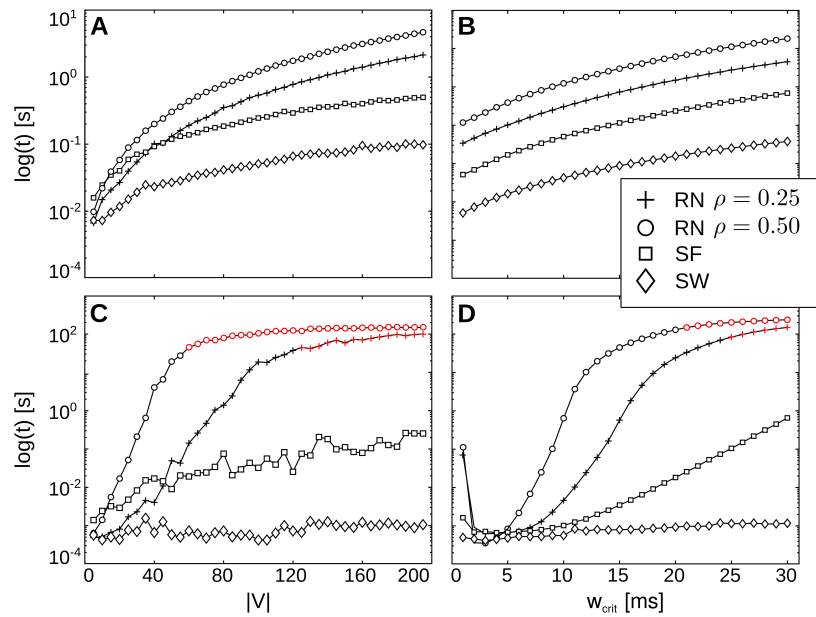 A
B
log(t) [s]
10^1
10^0
10^-1
10^-2
10^-4
RN ρ = 0.25
RN ρ = 0.50
SF
SW
C
D
log(t) [s]
10^2
10^0
10^-2
10^-4
0 40 80 120 160 200
|V|
0 5 10 15 20 25 30
w_crit [ms]